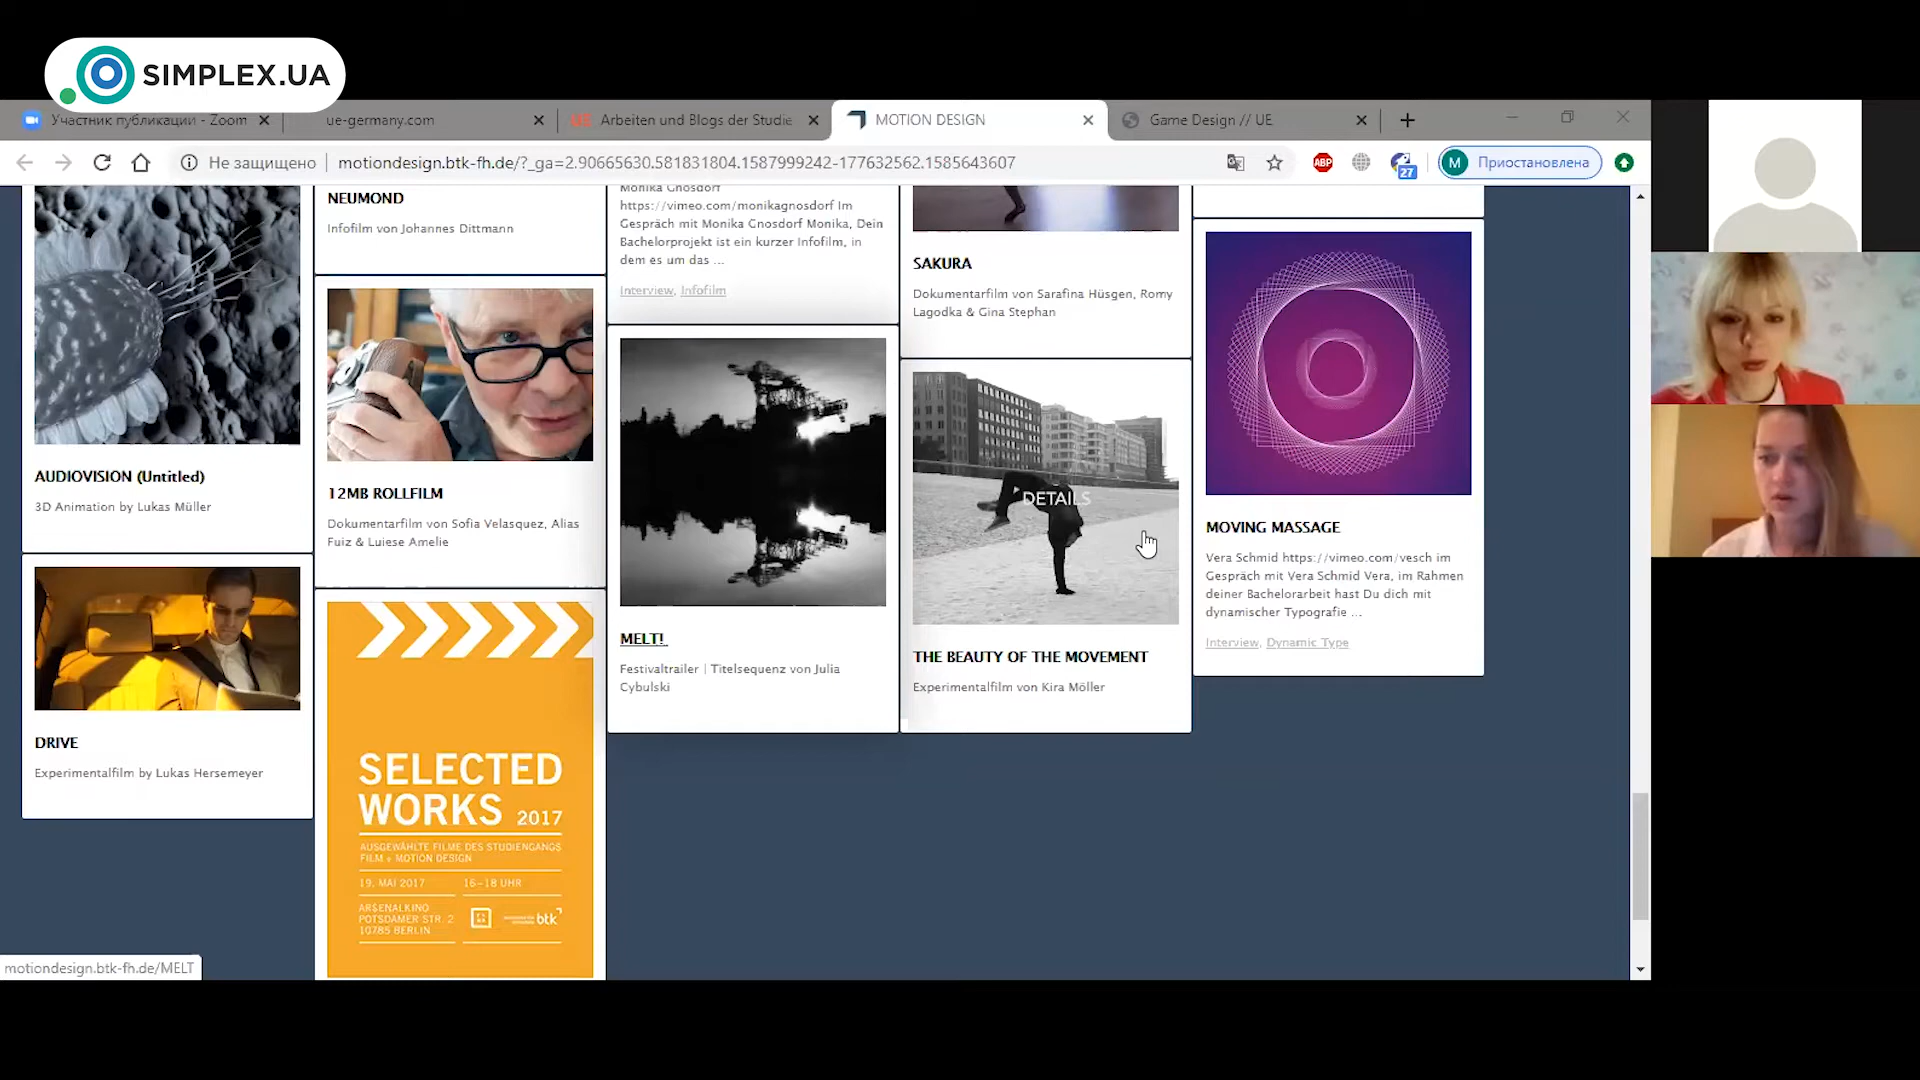 SIMPLEX.UA
Участник публикации - Zoom
ue-germany.com
UE Arbeiten und Blogs der Studie
MOTION DESIGN
Game Design // UE
Не защищено
motiondesign.btk-fh.de/?_ga=2.90665630.581831804.1587999242-177632562.1585643607
ABP
27
M Приостановлена
AUDIOVISION (Untitled)
3D Animation by Lukas Müller
DRIVE
Experimentalfilm by Lukas Hersemeyer
NEUMOND
Infofilm von Johannes Dittmann
12MB ROLLFILM
Dokumentarfilm von Sofia Velasquez, Alias
Fuiz & Luiese Amelie
SELECTED
WORKS 2017
AUSGEWÄHLTE FILME DES STUDIENGANGS
FILM + MOTION DESIGN
19. MAI 2017
16–18 UHR
ARSENALKINO
POTSDAMER STR. 2
10785 BERLIN
btk
Monika Gnosdorf
https://vimeo.com/monikagnosdorf Im
Gespräch mit Monika Gnosdorf Monika, Dein
Bachelorprojekt ist ein kurzer Infofilm, in
dem es um das ...
Interview, Infofilm
MELT!
Festivaltrailer | Titelsequenz von Julia
Cybulski
SAKURA
Dokumentarfilm von Sarafina Hüsgen, Romy
Lagodka & Gina Stephan
DETAILS
THE BEAUTY OF THE MOVEMENT
Experimentalfilm von Kira Möller
MOVING MASSAGE
Vera Schmid https://vimeo.com/vesch im
Gespräch mit Vera Schmid Vera, im Rahmen
deiner Bachelorarbeit hast Du dich mit
dynamischer Typografie ...
Interview, Dynamic Type
motiondesign.btk-fh.de/MELT